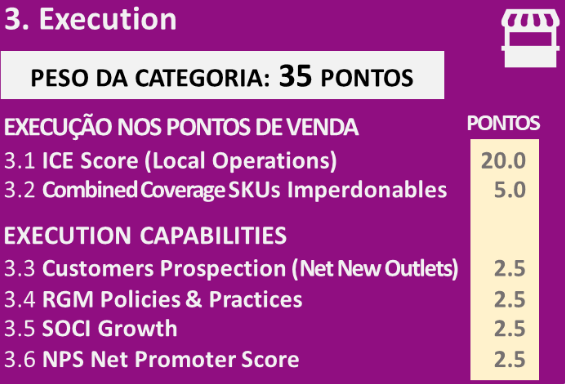 3. Execution
PESO DA CATEGORIA: 35 PONTOS
EXECUÇÃO NOS PONTOS DE VENDA PONTOS
3.1 ICE Score (Local Operations) 20.0
3.2 Combined Coverage SKUs Imperdonables 5.0
EXECUTION CAPABILITIES
3.3 Customers Prospection (Net New Outlets) 2.5
3.4 RGM Policies & Practices 2.5
3.5 SOCI Growth 2.5
3.6 NPS Net Promoter Score 2.5